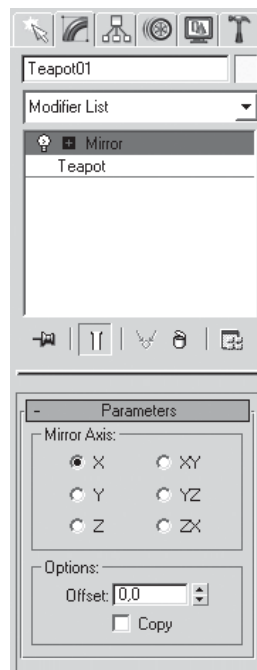 Teapot01
Modifier List
Mirror
Teapot
- Parameters
Mirror Axis:
X XY
Y YZ
Z ZX
Options:
Offset: 0,0
Copy